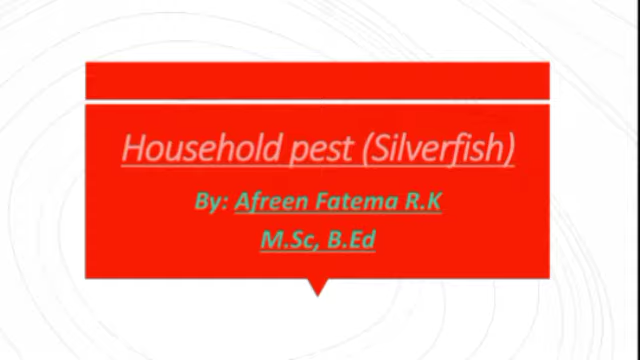 Household pest (Silverfish)
By: Afreen Fatema R.K
M.Sc, B.Ed